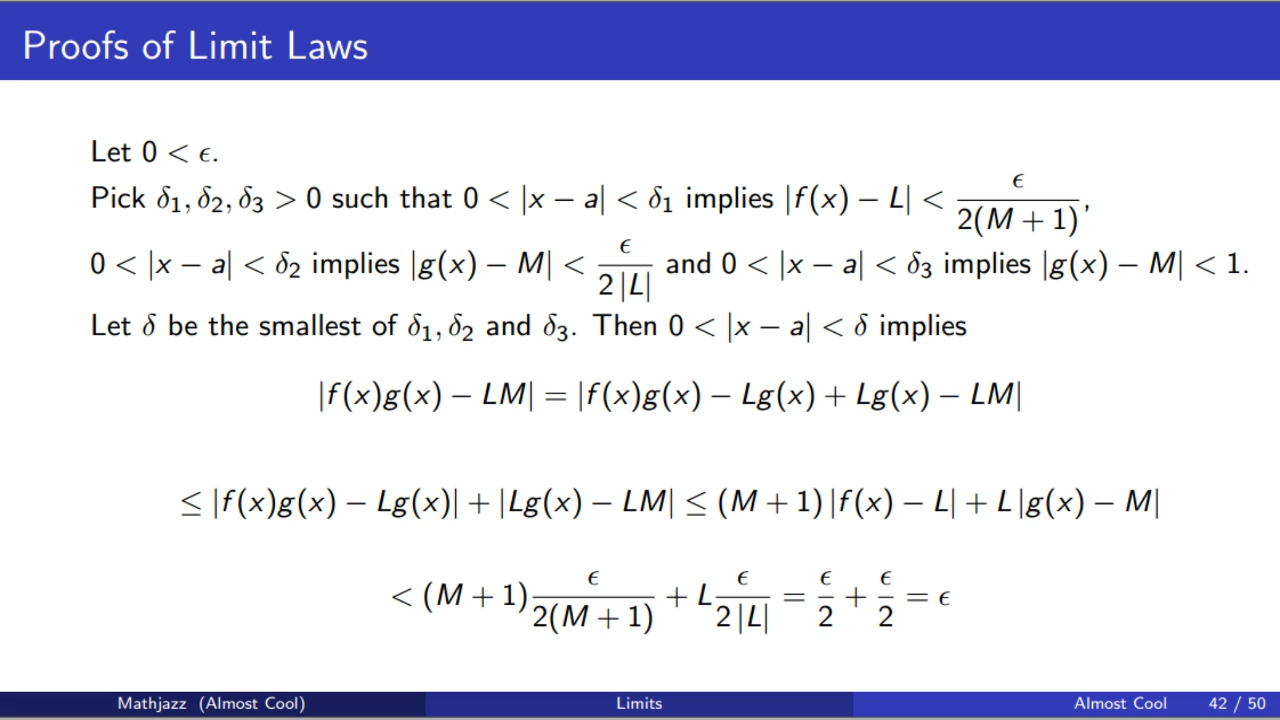 Proofs of Limit Laws
Let 0 < ϵ.
Pick δ₁, δ₂, δ₃ > 0 such that 0 < |x − a| < δ₁ implies |f(x) − L| < ϵ / 2(M + 1),
0 < |x − a| < δ₂ implies |g(x) − M| < ϵ / 2|L| and 0 < |x − a| < δ₃ implies |g(x) − M| < 1.
Let δ be the smallest of δ₁, δ₂ and δ₃. Then 0 < |x − a| < δ implies
|f(x)g(x) − LM| = |f(x)g(x) − Lg(x) + Lg(x) − LM|
≤ |f(x)g(x) − Lg(x)| + |Lg(x) − LM| ≤ (M + 1)|f(x) − L| + L|g(x) − M|
< (M + 1) ϵ / 2(M + 1) + L ϵ / 2|L| = ϵ / 2 + ϵ / 2 = ϵ
Mathjazz (Almost Cool) Limits Almost Cool 42 / 50